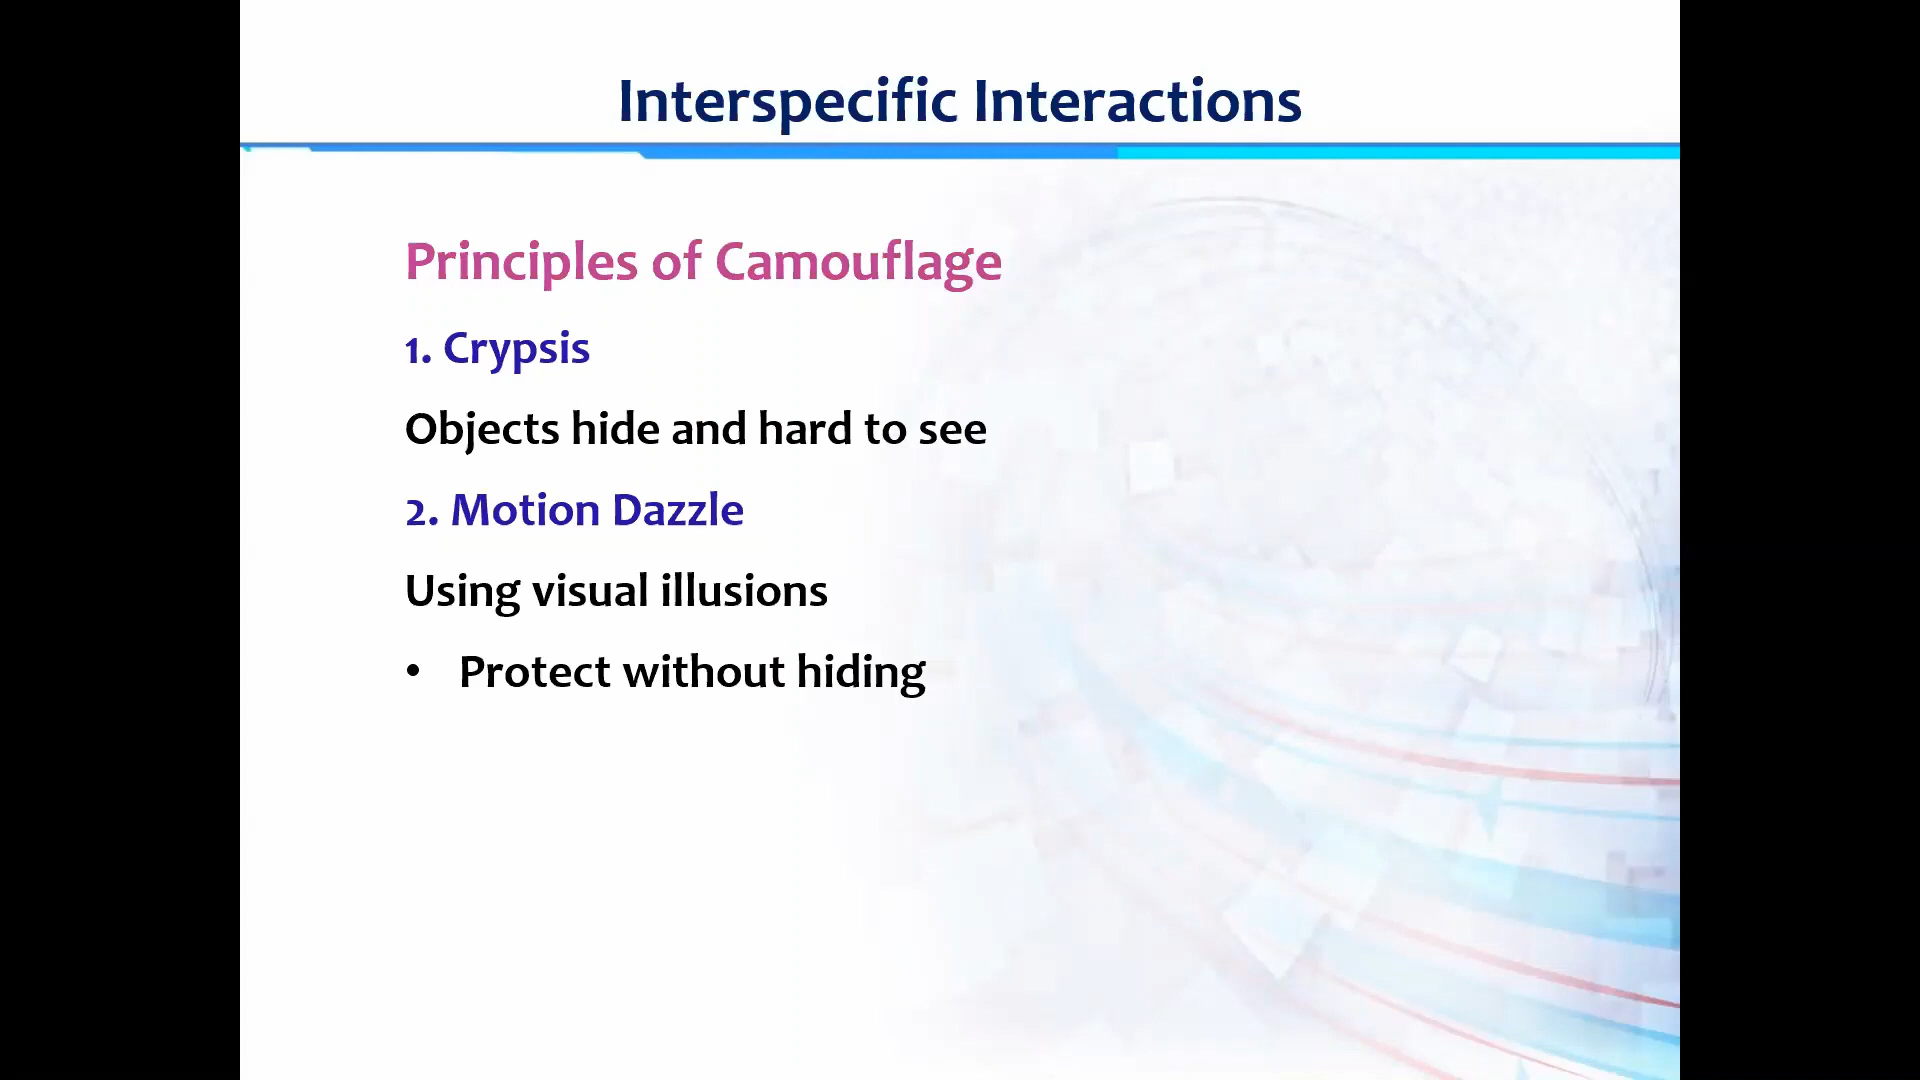 Interspecific Interactions
Principles of Camouflage
1. Crypsis
Objects hide and hard to see
2. Motion Dazzle
Using visual illusions
• Protect without hiding